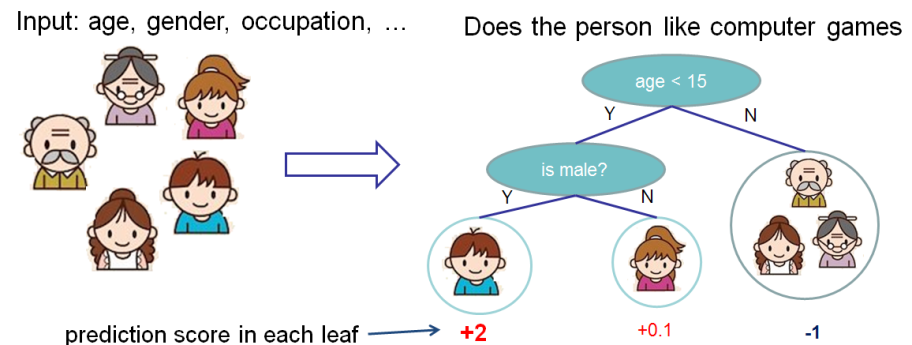 Input: age, gender, occupation, …
Does the person like computer games
age < 15
Y
N
is male?
Y
N
prediction score in each leaf
+2
+0.1
-1